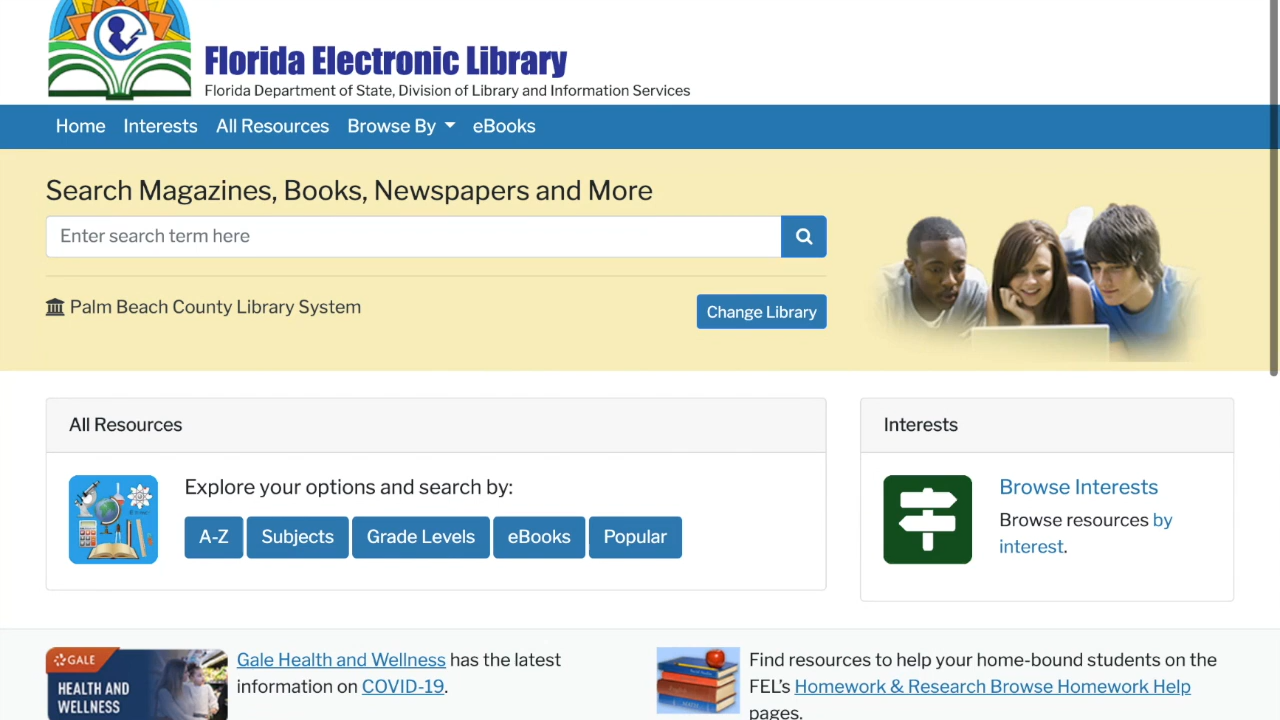 Florida Electronic Library
Florida Department of State, Division of Library and Information Services
Home Interests All Resources Browse By eBooks
Search Magazines, Books, Newspapers and More
Enter search term here
Palm Beach County Library System
Change Library
All Resources
Explore your options and search by:
A-Z Subjects Grade Levels eBooks Popular
Interests
Browse Interests
Browse resources by
interest.
GALE
HEALTH AND
WELLNESS
Gale Health and Wellness has the latest
information on COVID-19.
Find resources to help your home-bound students on the
FEL's Homework & Research Browse Homework Help
pages.